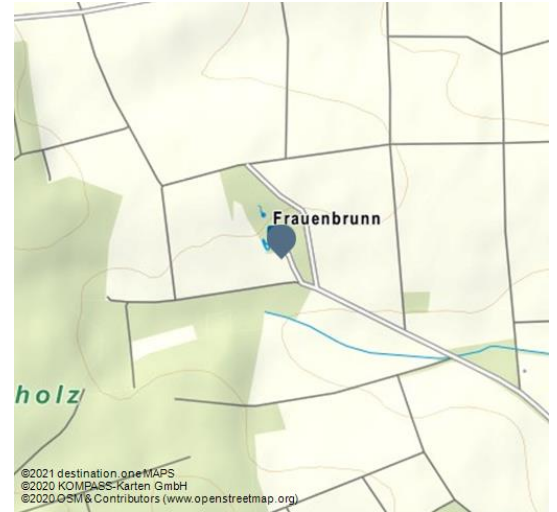 Frauenbrunn
holz
©2021 destination.one MAPS
©2020 KOMPASS-Karten GmbH
©2020 OSM & Contributors (www.openstreetmap.org)